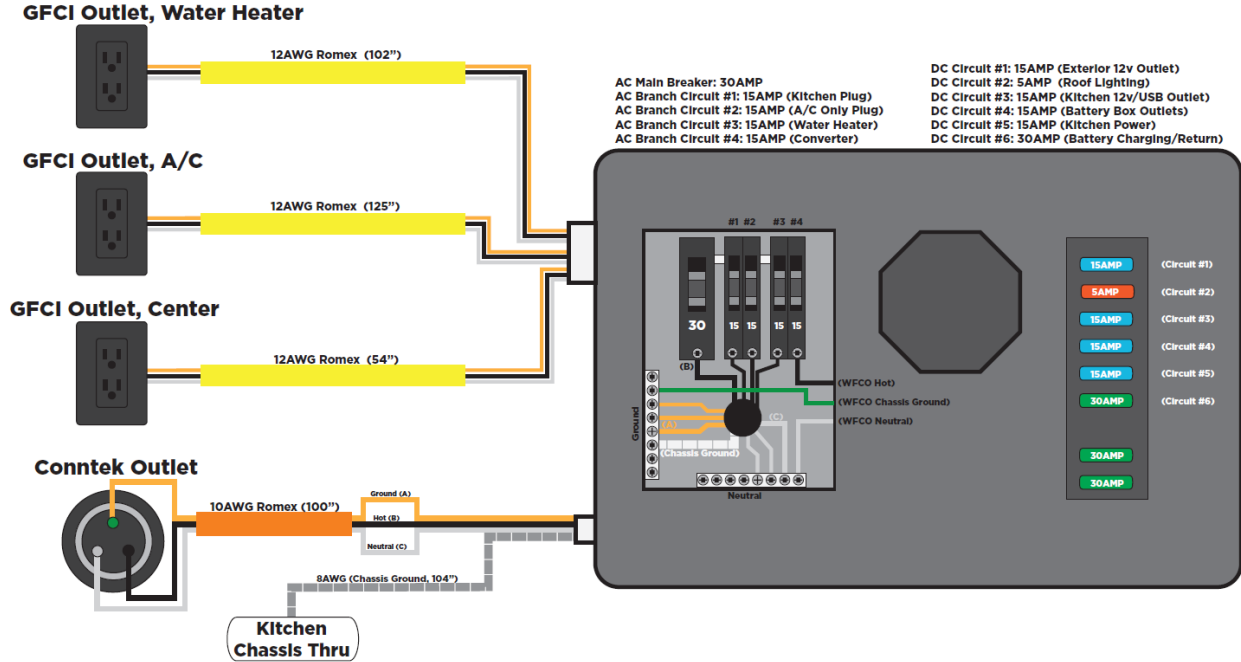 GFCI Outlet, Water Heater
12AWG Romex (102”)
GFCI Outlet, A/C
12AWG Romex (125”)
GFCI Outlet, Center
12AWG Romex (54”)
Conntek Outlet
10AWG Romex (100”)
Ground (A)
Hot (B)
Neutral (C)
8AWG (Chassis Ground, 104”)
Kitchen
Chassis Thru
AC Main Breaker: 30AMP
AC Branch Circuit #1: 15AMP (Kitchen Plug)
AC Branch Circuit #2: 15AMP (A/C Only Plug)
AC Branch Circuit #3: 15AMP (Water Heater)
AC Branch Circuit #4: 15AMP (Converter)
DC Circuit #1: 15AMP (Exterior 12v Outlet)
DC Circuit #2: 5AMP (Roof Lighting)
DC Circuit #3: 15AMP (Kitchen 12v/USB Outlet)
DC Circuit #4: 15AMP (Battery Box Outlets)
DC Circuit #5: 15AMP (Kitchen Power)
DC Circuit #6: 30AMP (Battery Charging/Return)
#1 #2 #3 #4
30 15 15 15 15
(B)
(WFCO Hot)
(WFCO Chassis Ground)
(WFCO Neutral)
Ground
(A)
(C)
(Chassis Ground)
Neutral
15AMP (Circuit #1)
5AMP (Circuit #2)
15AMP (Circuit #3)
15AMP (Circuit #4)
15AMP (Circuit #5)
30AMP (Circuit #6)
30AMP
30AMP